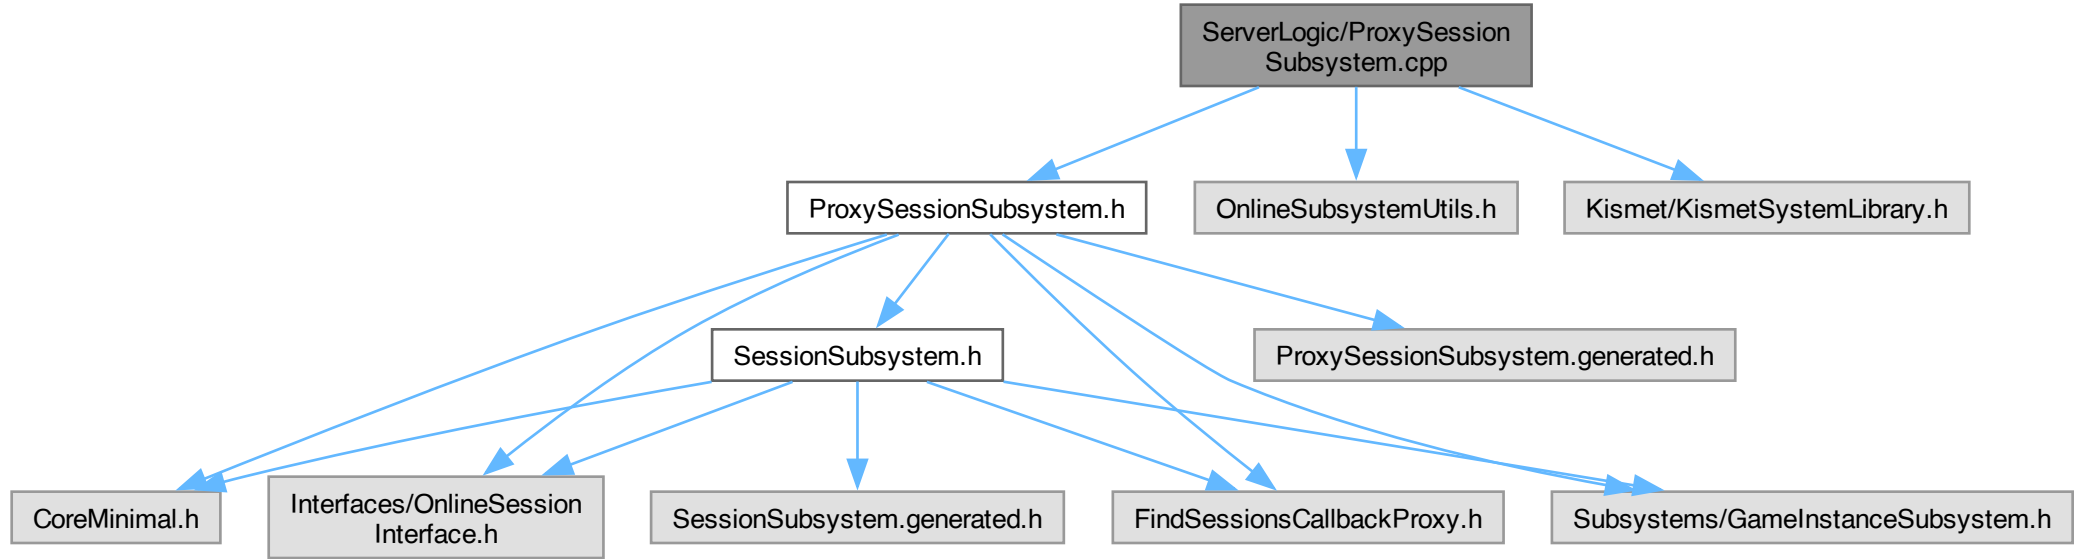 ServerLogic/ProxySession
Subsystem.cpp
ProxySessionSubsystem.h
OnlineSubsystemUtils.h
Kismet/KismetSystemLibrary.h
SessionSubsystem.h
ProxySessionSubsystem.generated.h
CoreMinimal.h
Interfaces/OnlineSession
Interface.h
SessionSubsystem.generated.h
FindSessionsCallbackProxy.h
Subsystems/GameInstanceSubsystem.h